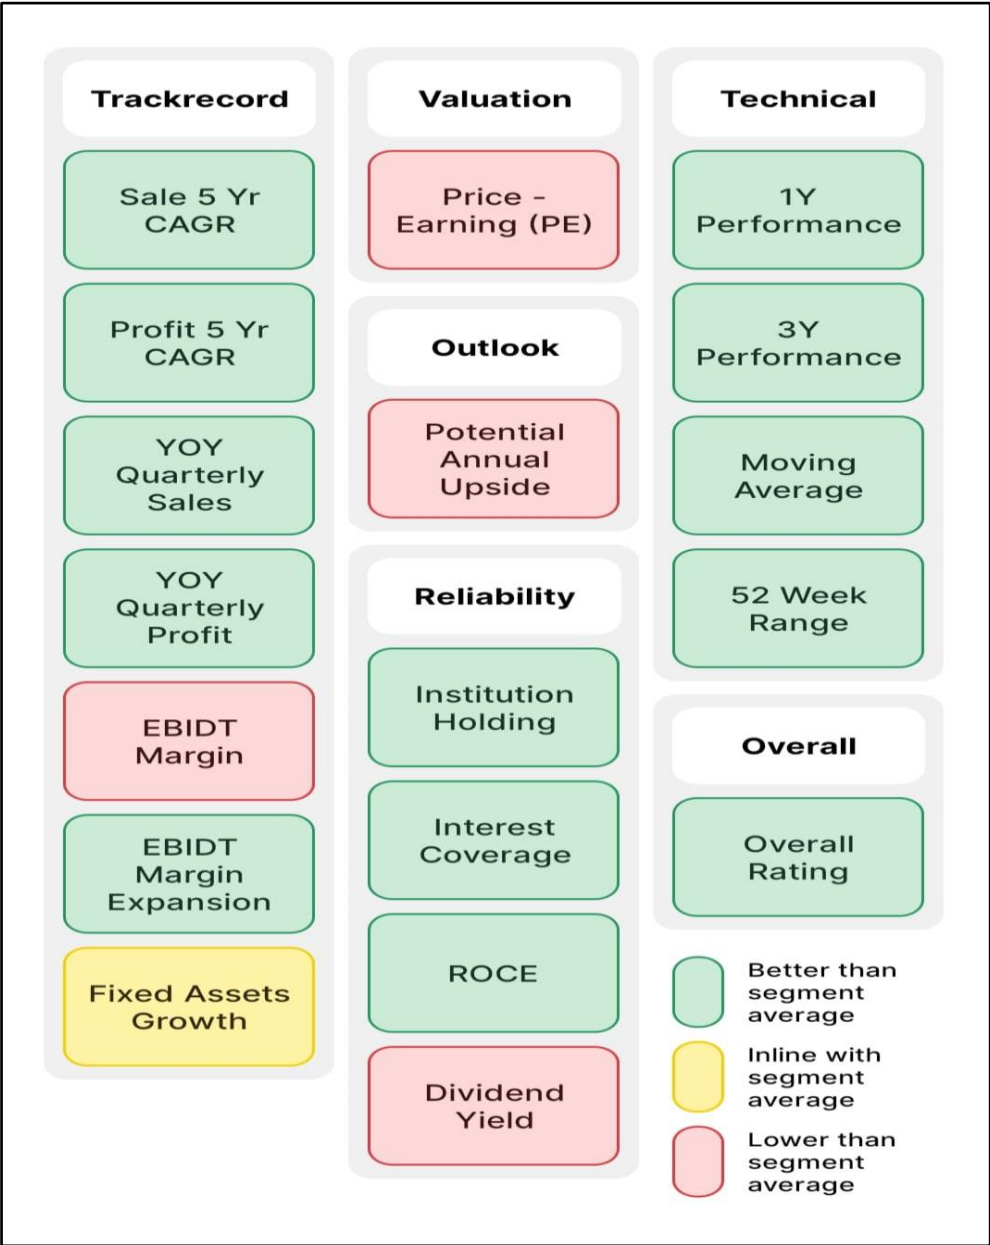 Trackrecord
Sale 5 Yr
CAGR
Profit 5 Yr
CAGR
YOY
Quarterly
Sales
YOY
Quarterly
Profit
EBIDT
Margin
EBIDT
Margin
Expansion
Fixed Assets
Growth
Valuation
Price -
Earning (PE)
Outlook
Potential
Annual
Upside
Reliability
Institution
Holding
Interest
Coverage
ROCE
Dividend
Yield
Technical
1Y
Performance
3Y
Performance
Moving
Average
52 Week
Range
Overall
Overall
Rating
Better than
segment
average
Inline with
segment
average
Lower than
segment
average